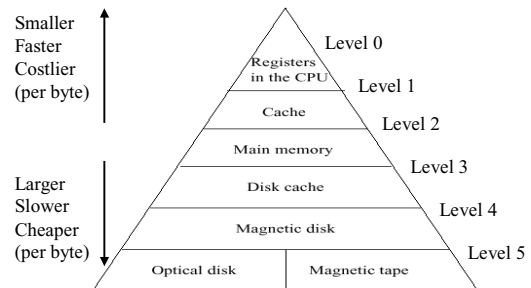 Smaller
Faster
Costlier
(per byte)
Level 0
Registers
in the CPU
Level 1
Cache
Level 2
Main memory
Level 3
Disk cache
Larger
Slower
Cheaper
(per byte)
Level 4
Magnetic disk
Level 5
Optical disk
Magnetic tape